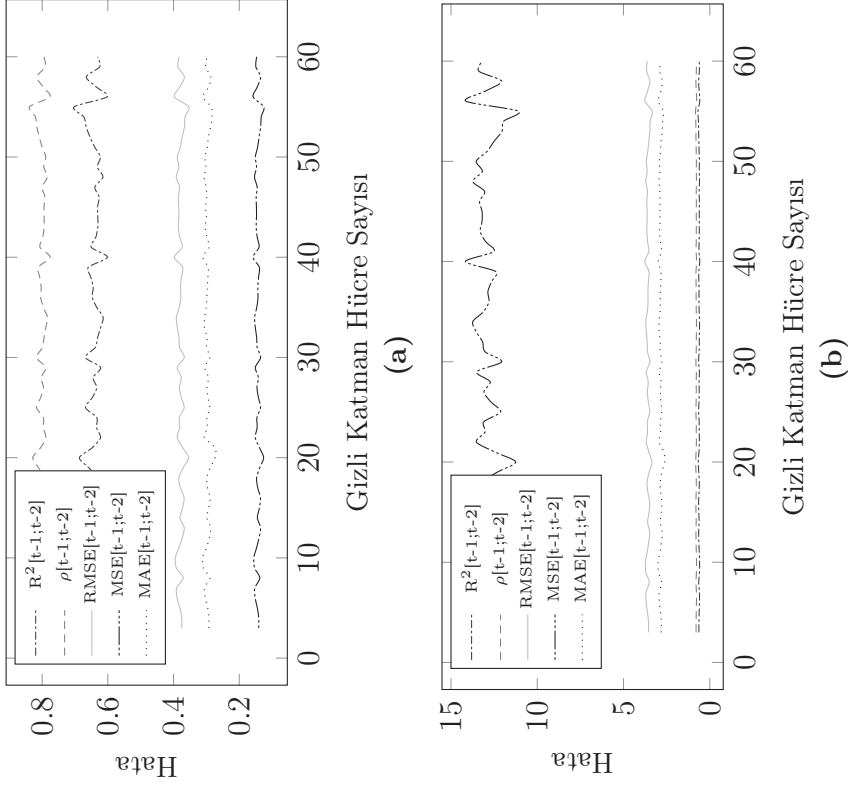 0.8
0.6
0.4
0.2
Hata
R²[t-1;t-2]
ρ[t-1;t-2]
RMSE[t-1;t-2]
MSE[t-1;t-2]
MAE[t-1;t-2]
0 10 20 30 40 50 60
Gizli Katman Hücre Sayısı
(a)
15
10
5
0
Hata
R²[t-1;t-2]
ρ[t-1;t-2]
RMSE[t-1;t-2]
MSE[t-1;t-2]
MAE[t-1;t-2]
0 10 20 30 40 50 60
Gizli Katman Hücre Sayısı
(b)